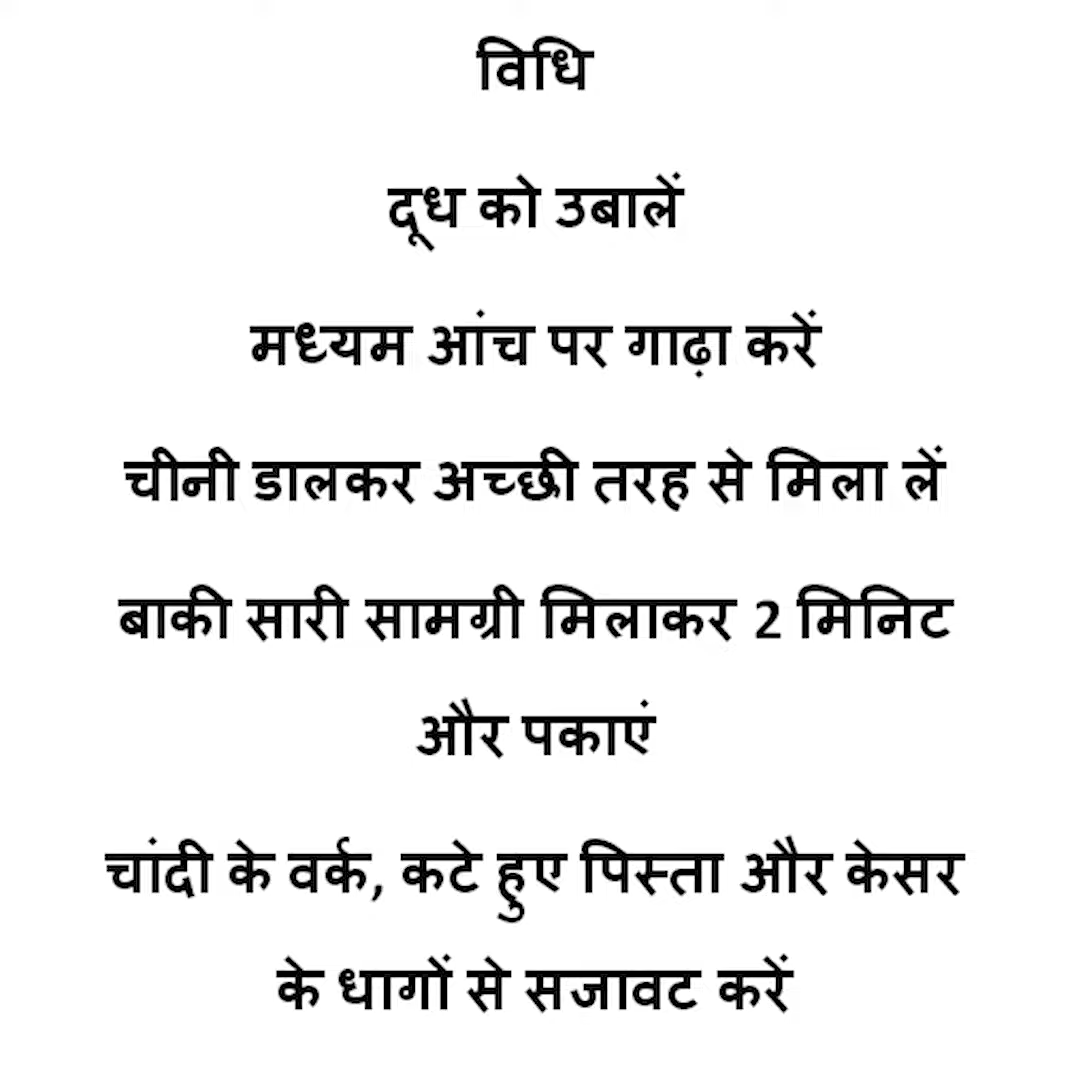 विधि
दूध को उबालें
मध्यम आंच पर गाढ़ा करें
चीनी डालकर अच्छी तरह से मिला लें
बाकी सारी सामग्री मिलाकर 2 मिनिट
और पकाएं
चांदी के वर्क, कटे हुए पिस्ता और केसर
के धागों से सजावट करें